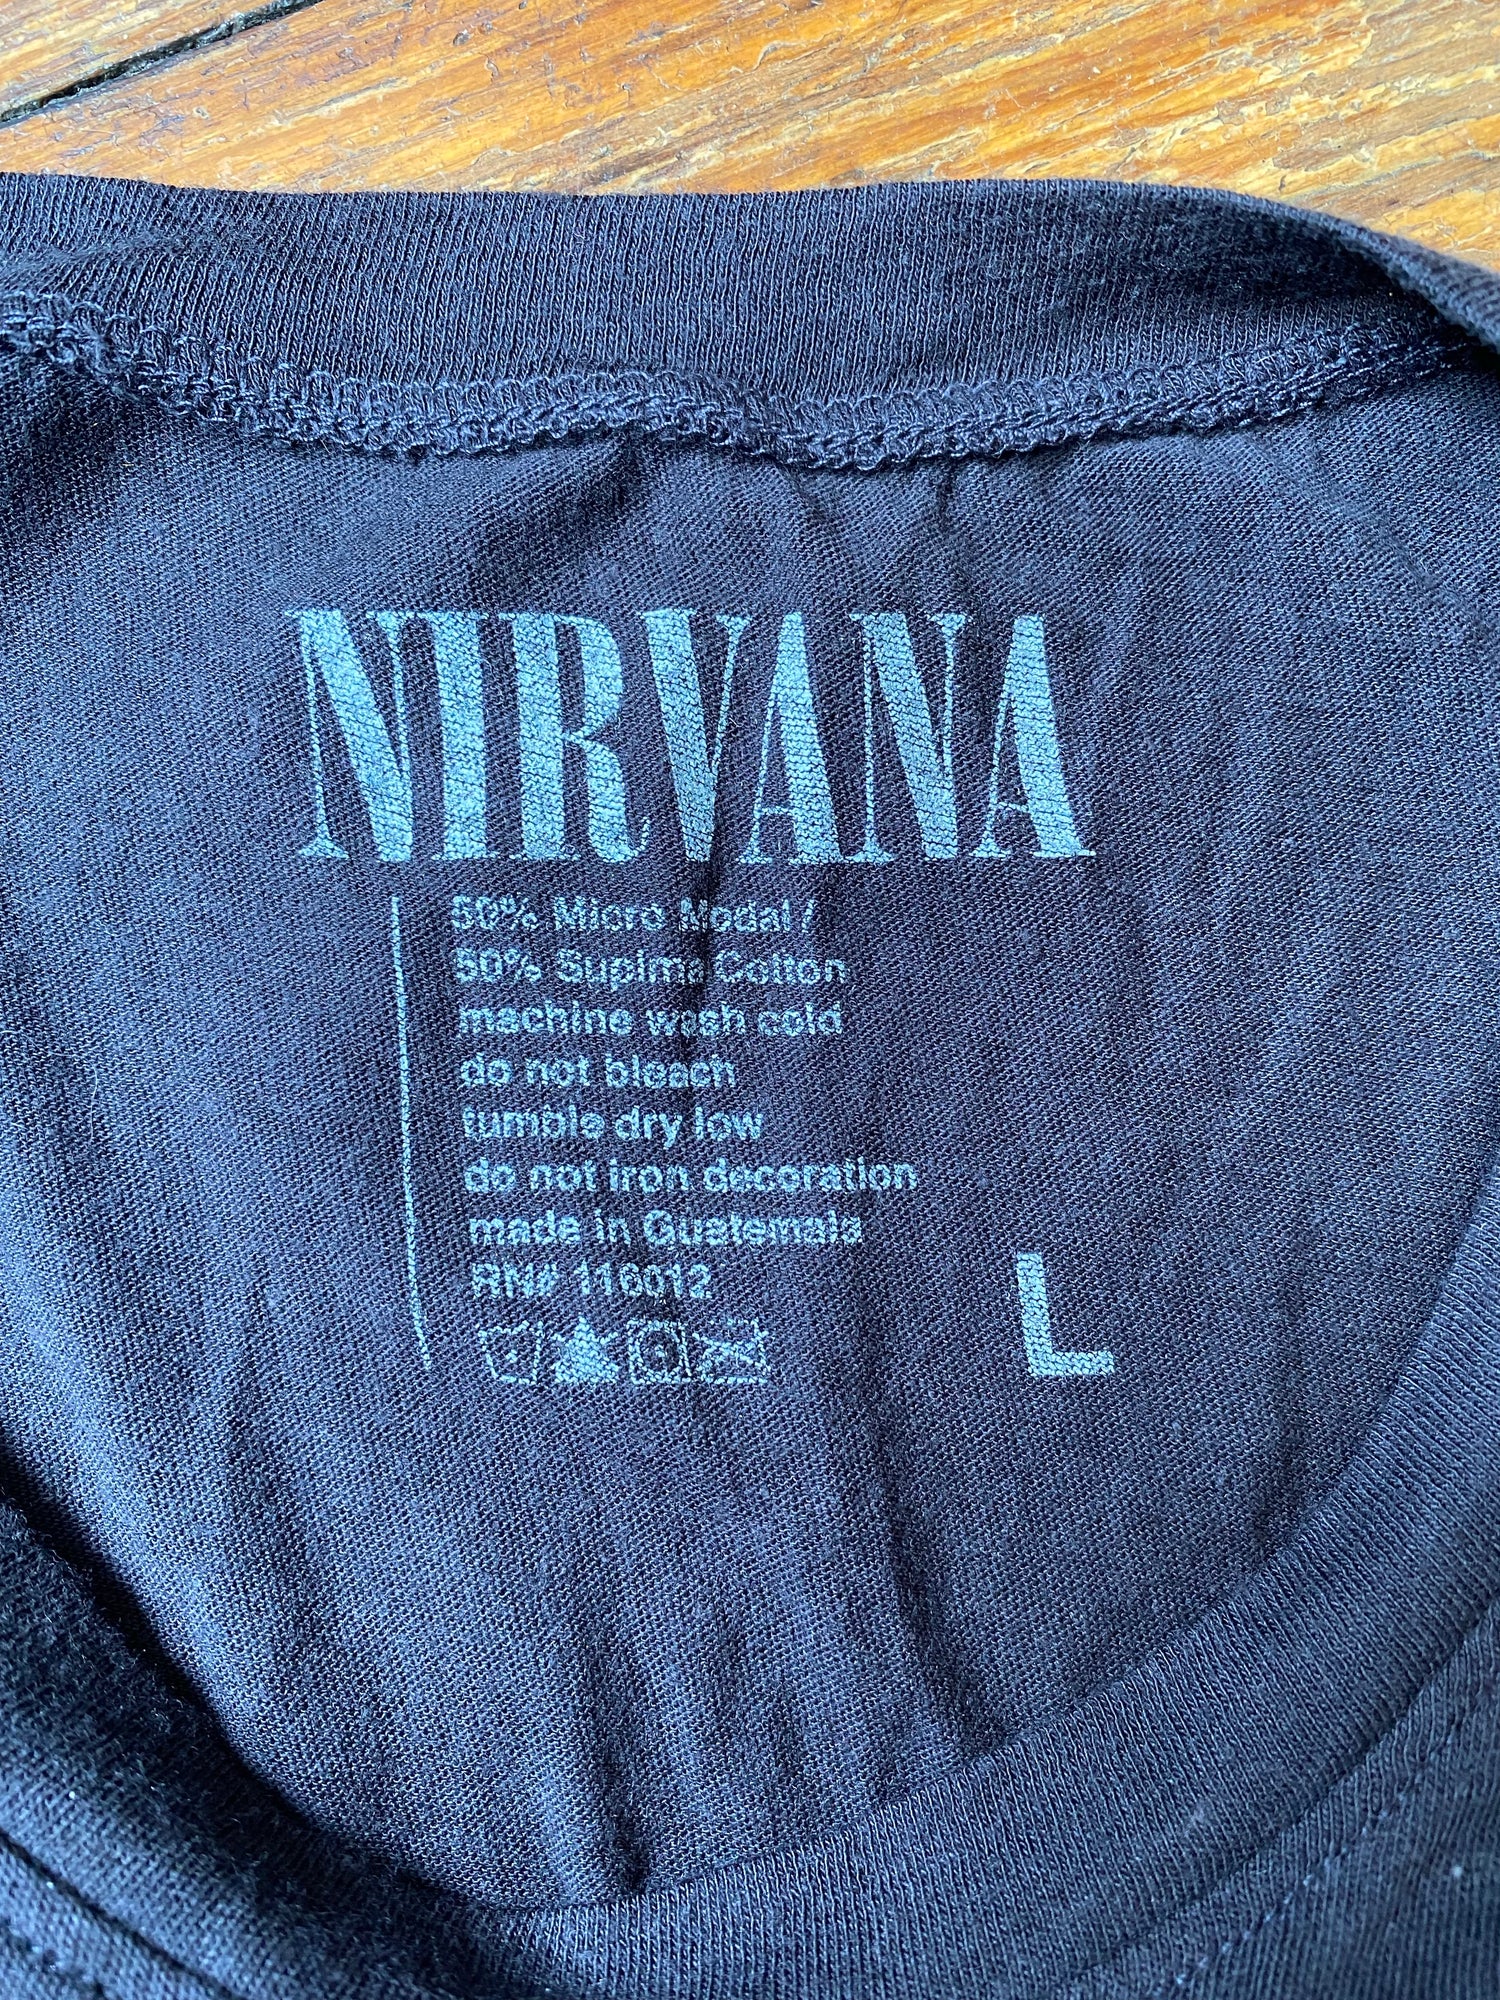 NIRVANA
50% Micro Modal /
50% Supima Cotton
machine wash cold
do not bleach
tumble dry low
do not iron decoration
made in Guatemala
RN# 116012
L